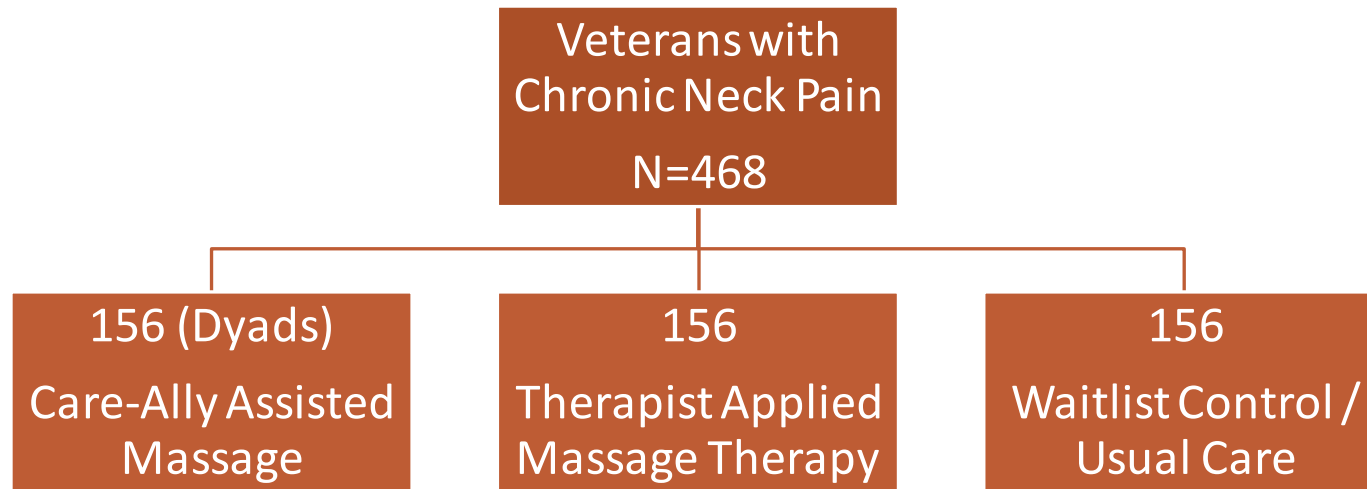 Veterans with
Chronic Neck Pain
N=468
156 (Dyads)
Care-Ally Assisted
Massage
156
Therapist Applied
Massage Therapy
156
Waitlist Control /
Usual Care